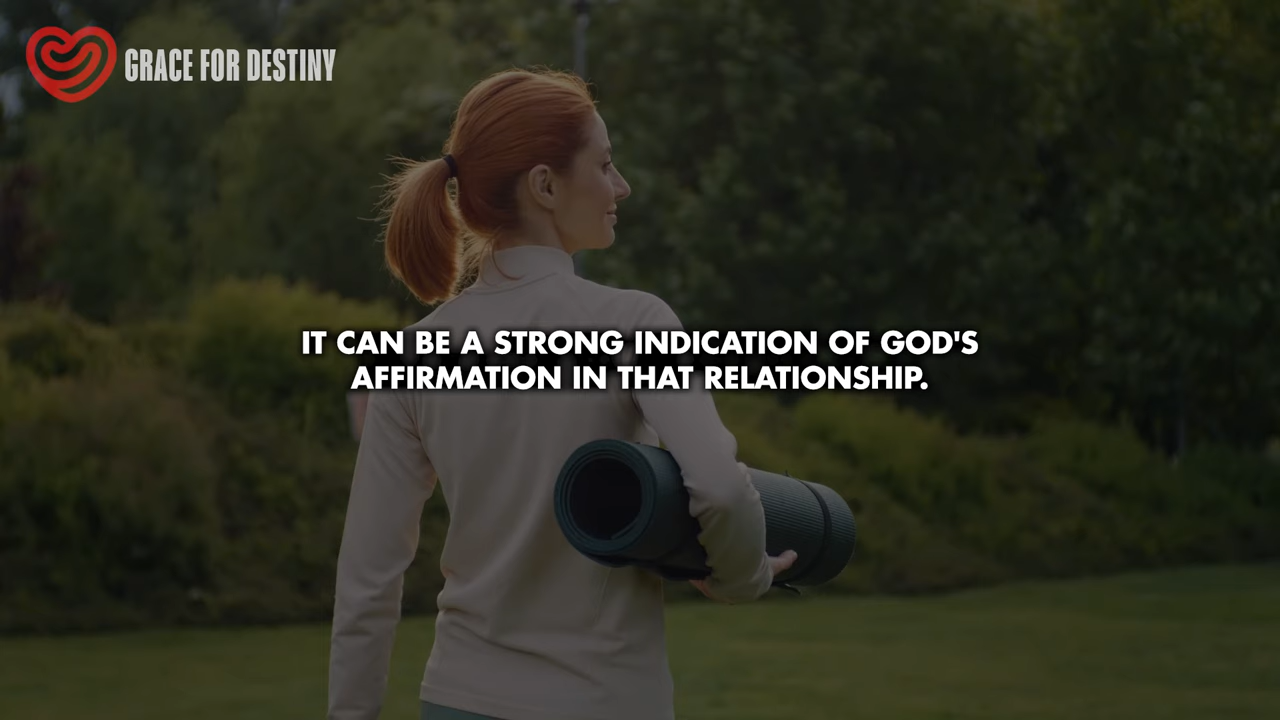 GRACE FOR DESTINY
IT CAN BE A STRONG INDICATION OF GOD'S
AFFIRMATION IN THAT RELATIONSHIP.